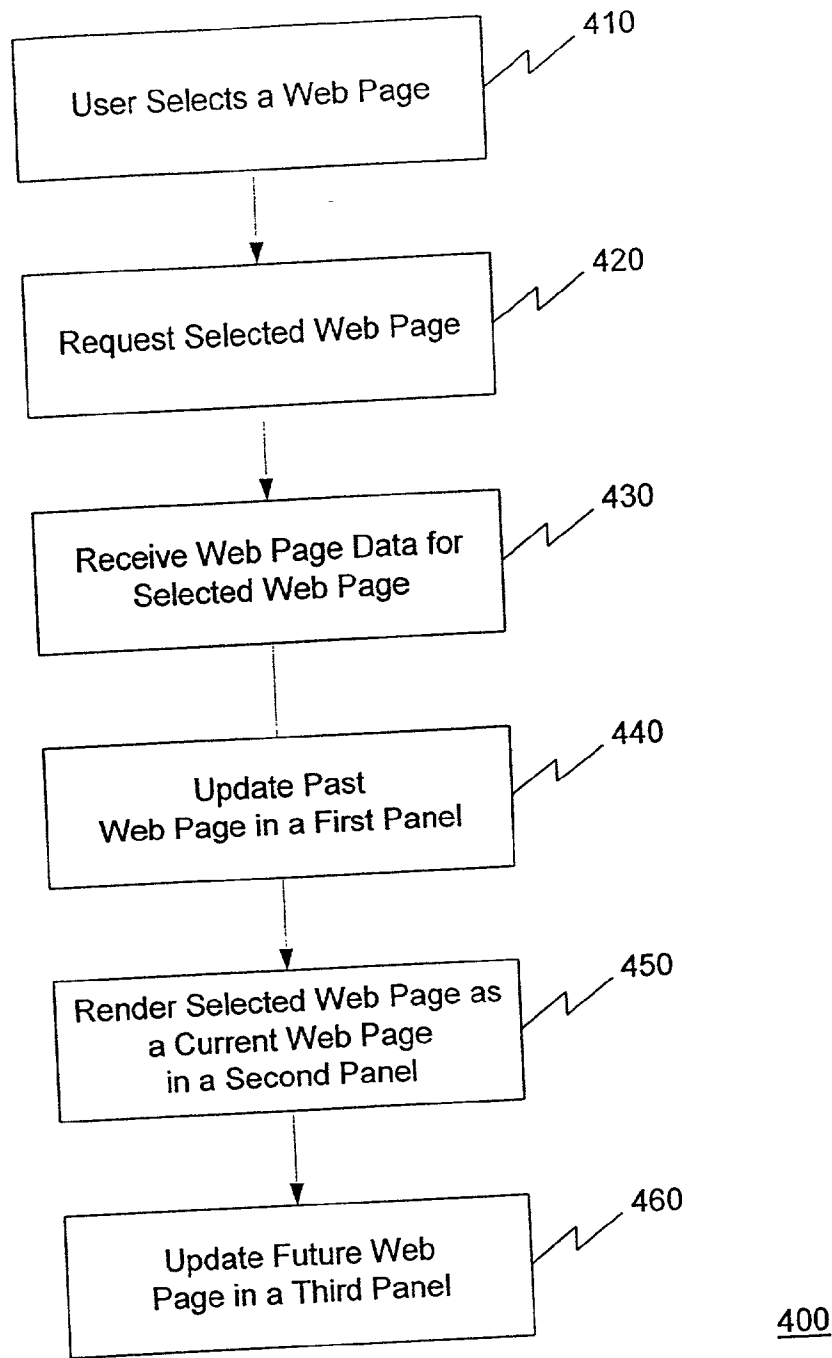 410
User Selects a Web Page
420
Request Selected Web Page
430
Receive Web Page Data for
Selected Web Page
440
Update Past
Web Page in a First Panel
450
Render Selected Web Page as
a Current Web Page
in a Second Panel
460
Update Future Web
Page in a Third Panel
400